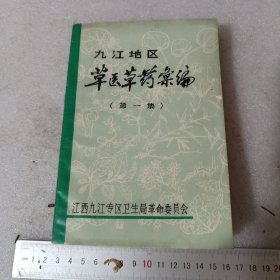 九江地区
草医草药彙编
（第一集）
江西九江专区卫生局革命委员会